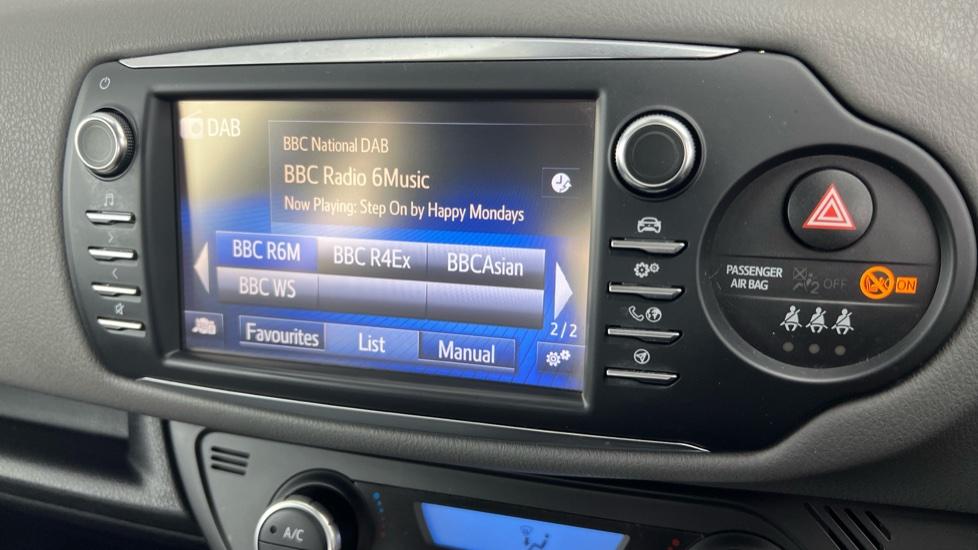 DAB
BBC National DAB
BBC Radio 6Music
Now Playing: Step On by Happy Mondays
BBC R6M BBC R4Ex BBCAsian
BBC WS
2/2
Favourites List Manual
PASSENGER
AIR BAG
2 OFF
ON
A/C